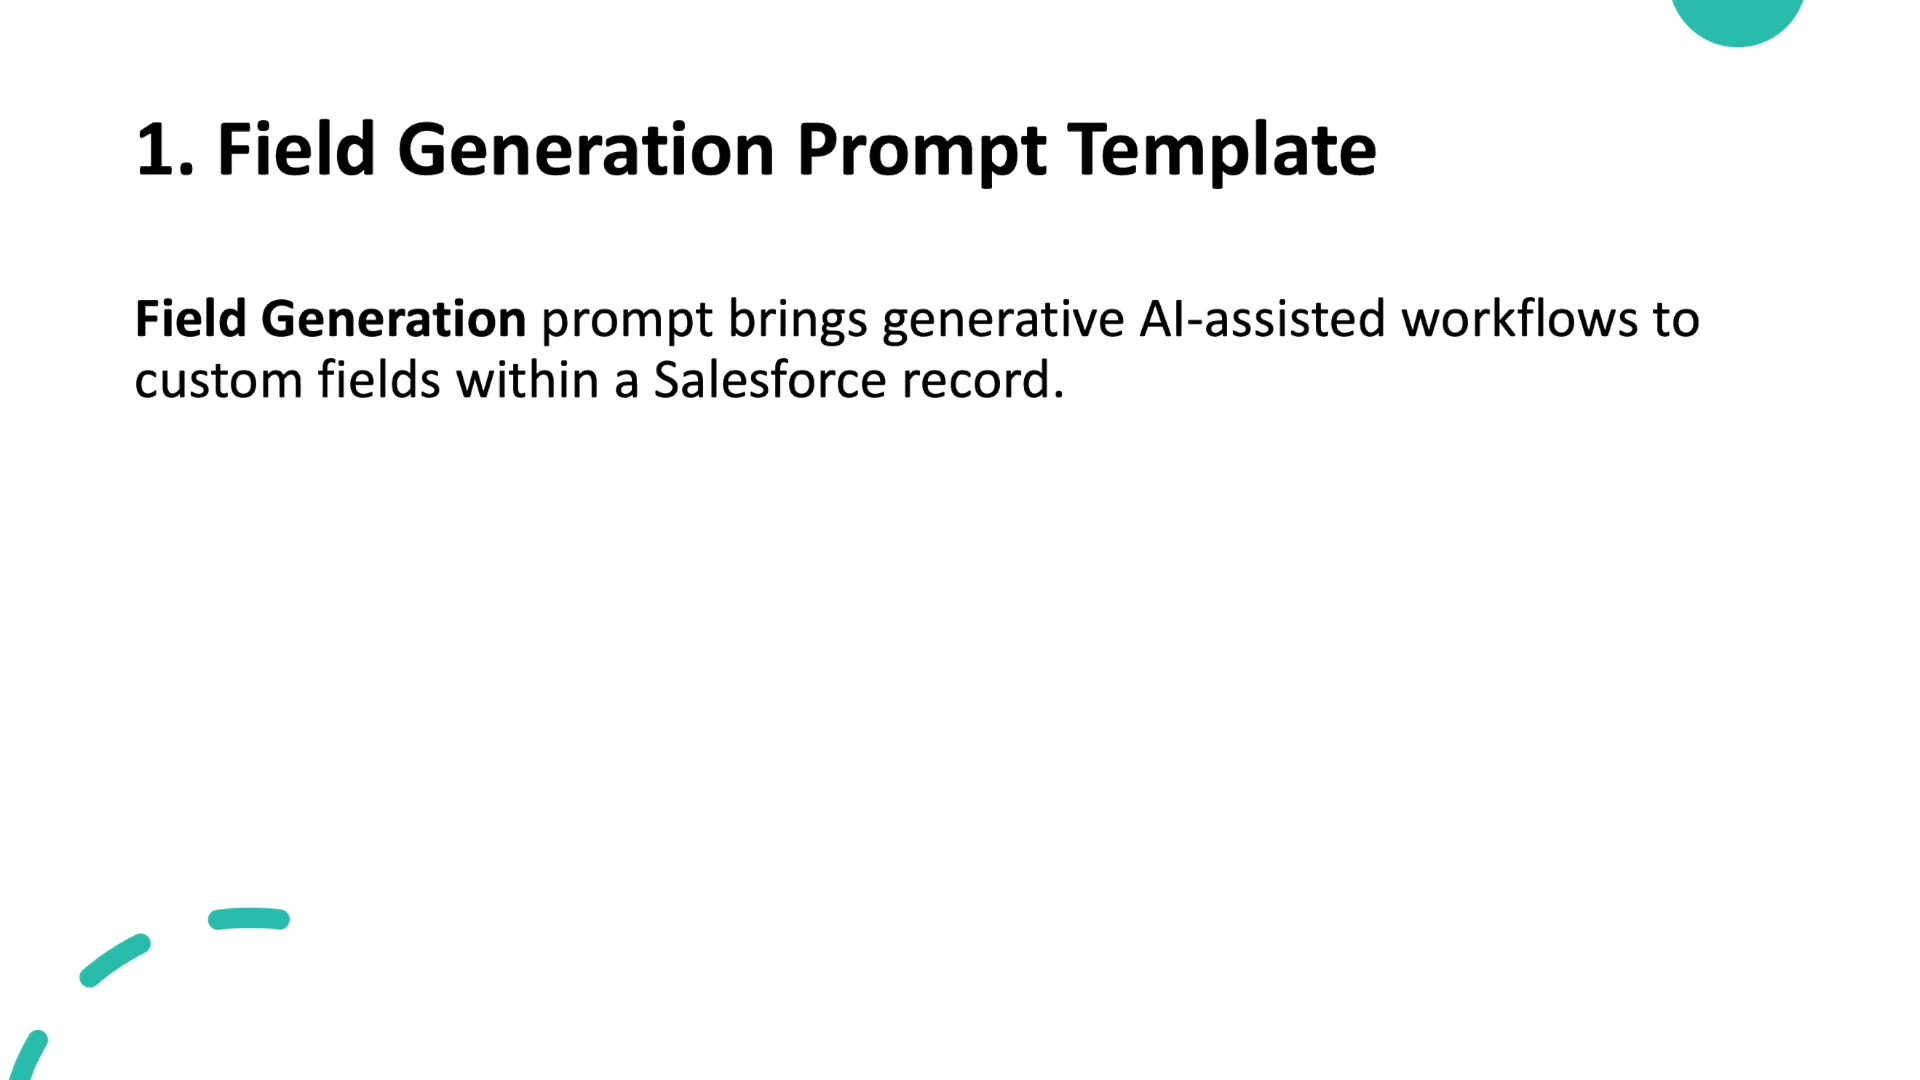 1. Field Generation Prompt Template
Field Generation prompt brings generative AI-assisted workflows to
custom fields within a Salesforce record.